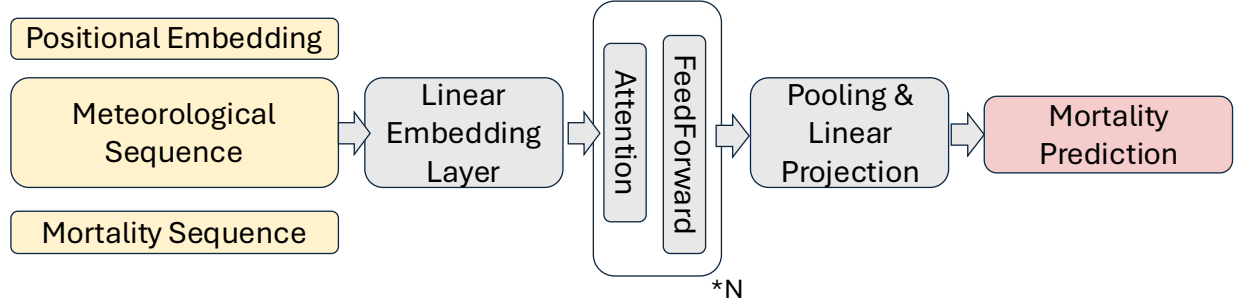 Positional Embedding
Meteorological
Sequence
Mortality Sequence
Linear
Embedding
Layer
Attention
FeedForward
*N
Pooling &
Linear
Projection
Mortality
Prediction